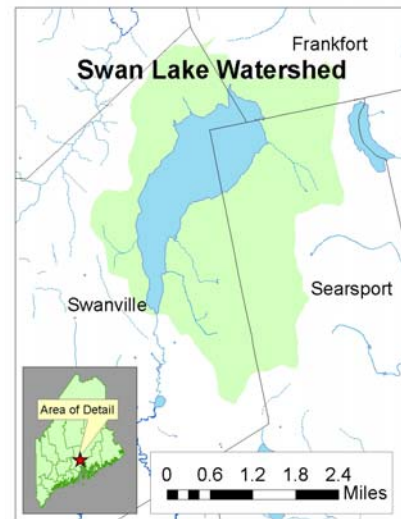 Frankfort
Swan Lake Watershed
Searsport
Swanville
Area of Detail
0 0.6 1.2 1.8 2.4
Miles